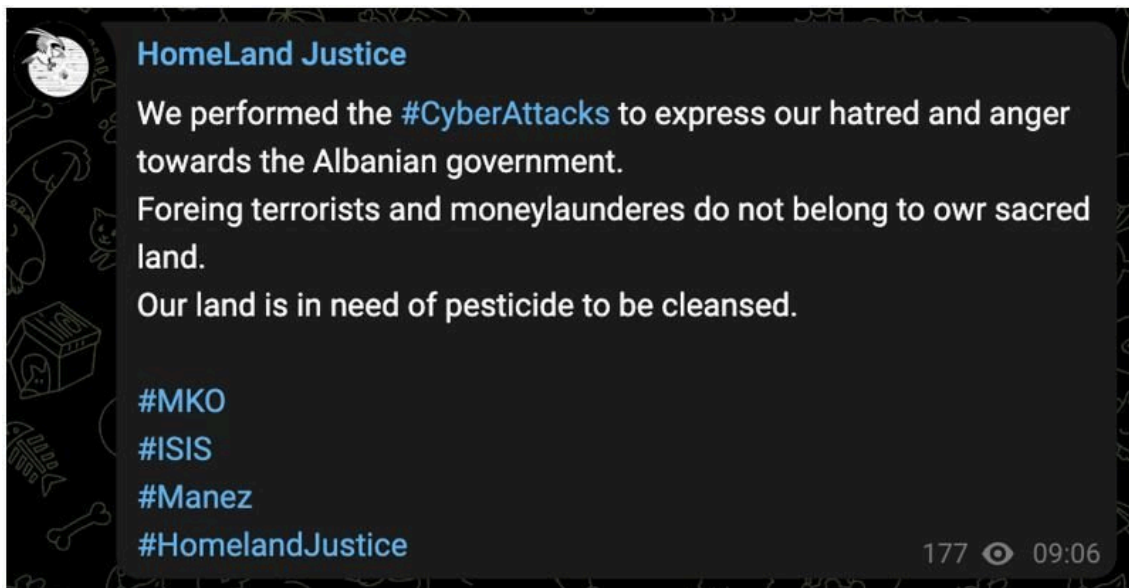 HomeLand Justice
We performed the #CyberAttacks to express our hatred and anger
towards the Albanian government.
Foreing terrorists and moneylaunderes do not belong to owr sacred
land.
Our land is in need of pesticide to be cleansed.
#MKO
#ISIS
#Manez
#HomelandJustice
177 09:06